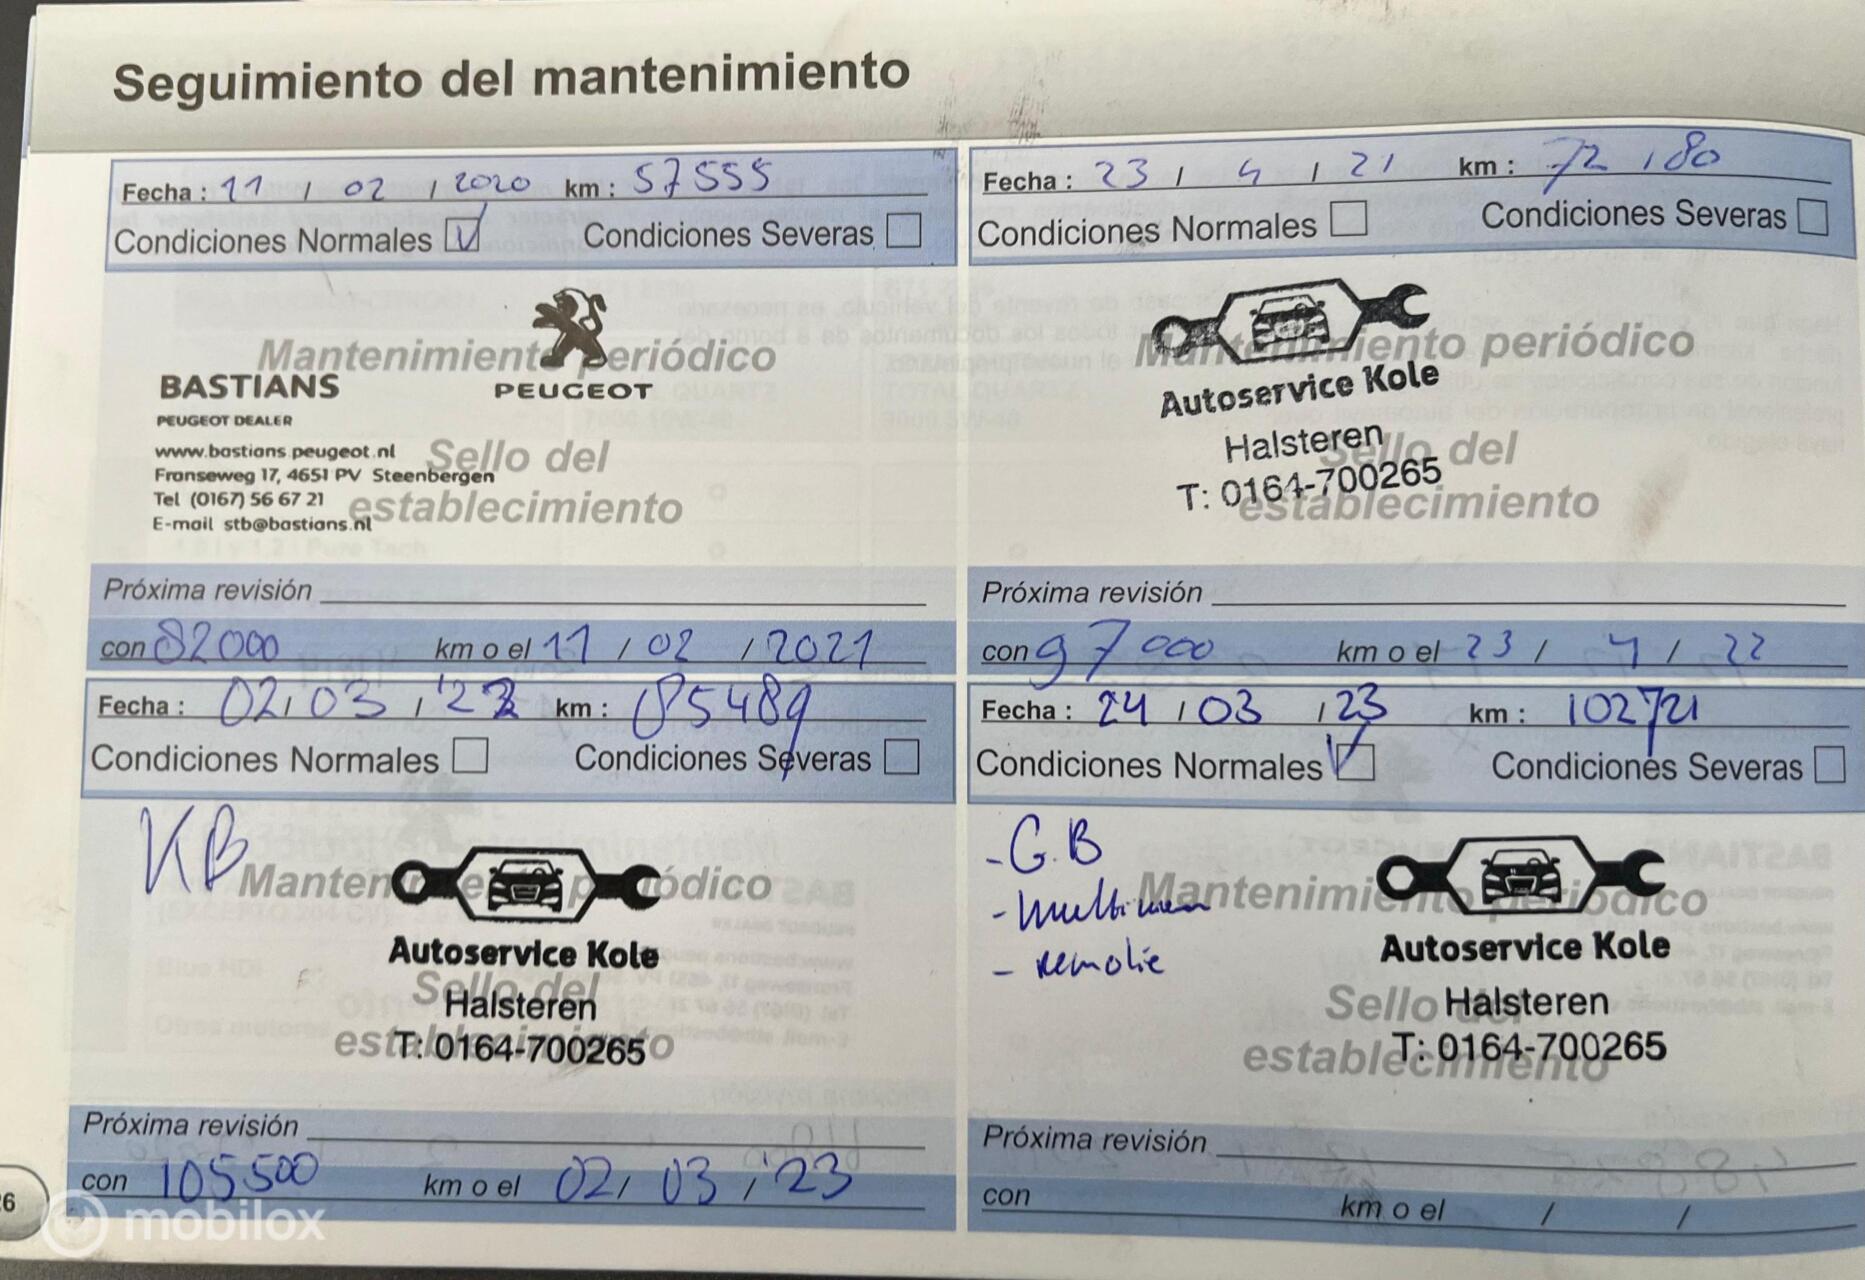 Seguimiento del mantenimiento
Fecha : 11 / 02 / 2020 km : 57555
Condiciones Normales V Condiciones Severas
Mantenimiento periódico
PEUGEOT
BASTIANS
PEUGEOT DEALER
www.bastians.peugeot.nl
Franseweg 17, 4651 PV Steenbergen
Tel (0167) 56 67 21
E-mail stb@bastians.nl
Sello del
establecimiento
Próxima revisión
con 82000 km o el 11 / 02 / 2021
Fecha : 23 / 4 / 21 km : 72180
Condiciones Normales Condiciones Severas
Mantenimiento periódico
Autoservice Kole
Halsteren
T: 0164-700265
Sello del
establecimiento
Próxima revisión
con 97000 km o el 23 / 4 / 22
Fecha : 02 / 03 / '22 km : 85489
Condiciones Normales Condiciones Severas
KB
Mantenimiento periódico
Autoservice Kole
Halsteren
T: 0164-700265
Sello del
establecimiento
Próxima revisión
con 105500 km o el 02 / 03 / '23
Fecha : 24 / 03 / 23 km : 102721
Condiciones Normales V Condiciones Severas
- G.B
- remolie
Mantenimiento periódico
Autoservice Kole
Halsteren
T: 0164-700265
Sello del
establecimiento
Próxima revisión
con km o el / /
26
mobilox